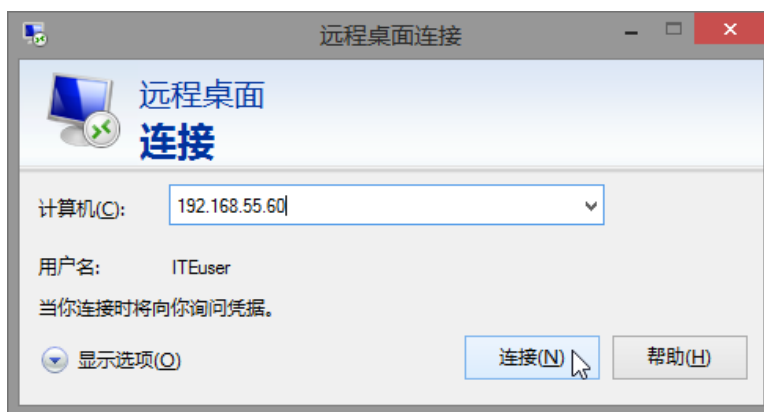 远程桌面连接
远程桌面
连接
计算机(C): 192.168.55.60
用户名: ITEuser
当你连接时将向你询问凭据。
显示选项(O) 连接(N) 帮助(H)